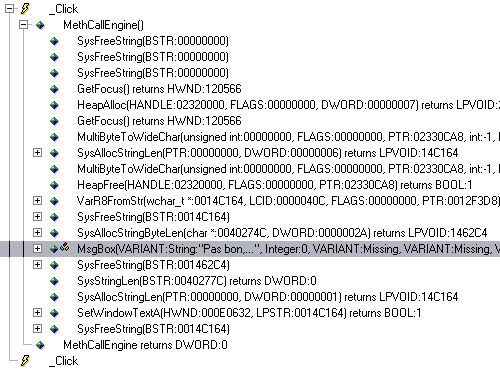 _Click
MethCallEngine()
SysFreeString(BSTR:00000000)
SysFreeString(BSTR:00000000)
SysFreeString(BSTR:00000000)
GetFocus() returns HWND:120566
HeapAlloc(HANDLE:02320000, FLAGS:00000000, DWORD:00000007) returns LPVOID:
GetFocus() returns HWND:120566
MultiByteToWideChar(unsigned int:00000000, FLAGS:00000000, PTR:02330CA8, int:-1,
SysAllocStringLen(PTR:00000000, DWORD:00000006) returns LPVOID:14C164
MultiByteToWideChar(unsigned int:00000000, FLAGS:00000000, PTR:02330CA8, int:-1,
HeapFree(HANDLE:02320000, FLAGS:00000000, PTR:02330CA8) returns BOOL:1
VarR8FromStr(wchar_t *:0014C164, LCID:0000040C, FLAGS:00000000, PTR:0012F3D8)
SysFreeString(BSTR:0014C164)
SysAllocStringByteLen(char *:0040274C, DWORD:0000002A) returns LPVOID:1462C4
MsgBox(VARIANT:String:"Pas bon,...", Integer:0, VARIANT:Missing, VARIANT:Missing, V
SysFreeString(BSTR:001462C4)
SysStringLen(BSTR:0040277C) returns DWORD:0
SysAllocStringLen(PTR:00000000, DWORD:00000001) returns LPVOID:14C164
SetWindowTextA(HWND:000E0632, LPSTR:0014C164) returns BOOL:1
SysFreeString(BSTR:0014C164)
MethCallEngine returns DWORD:0
_Click